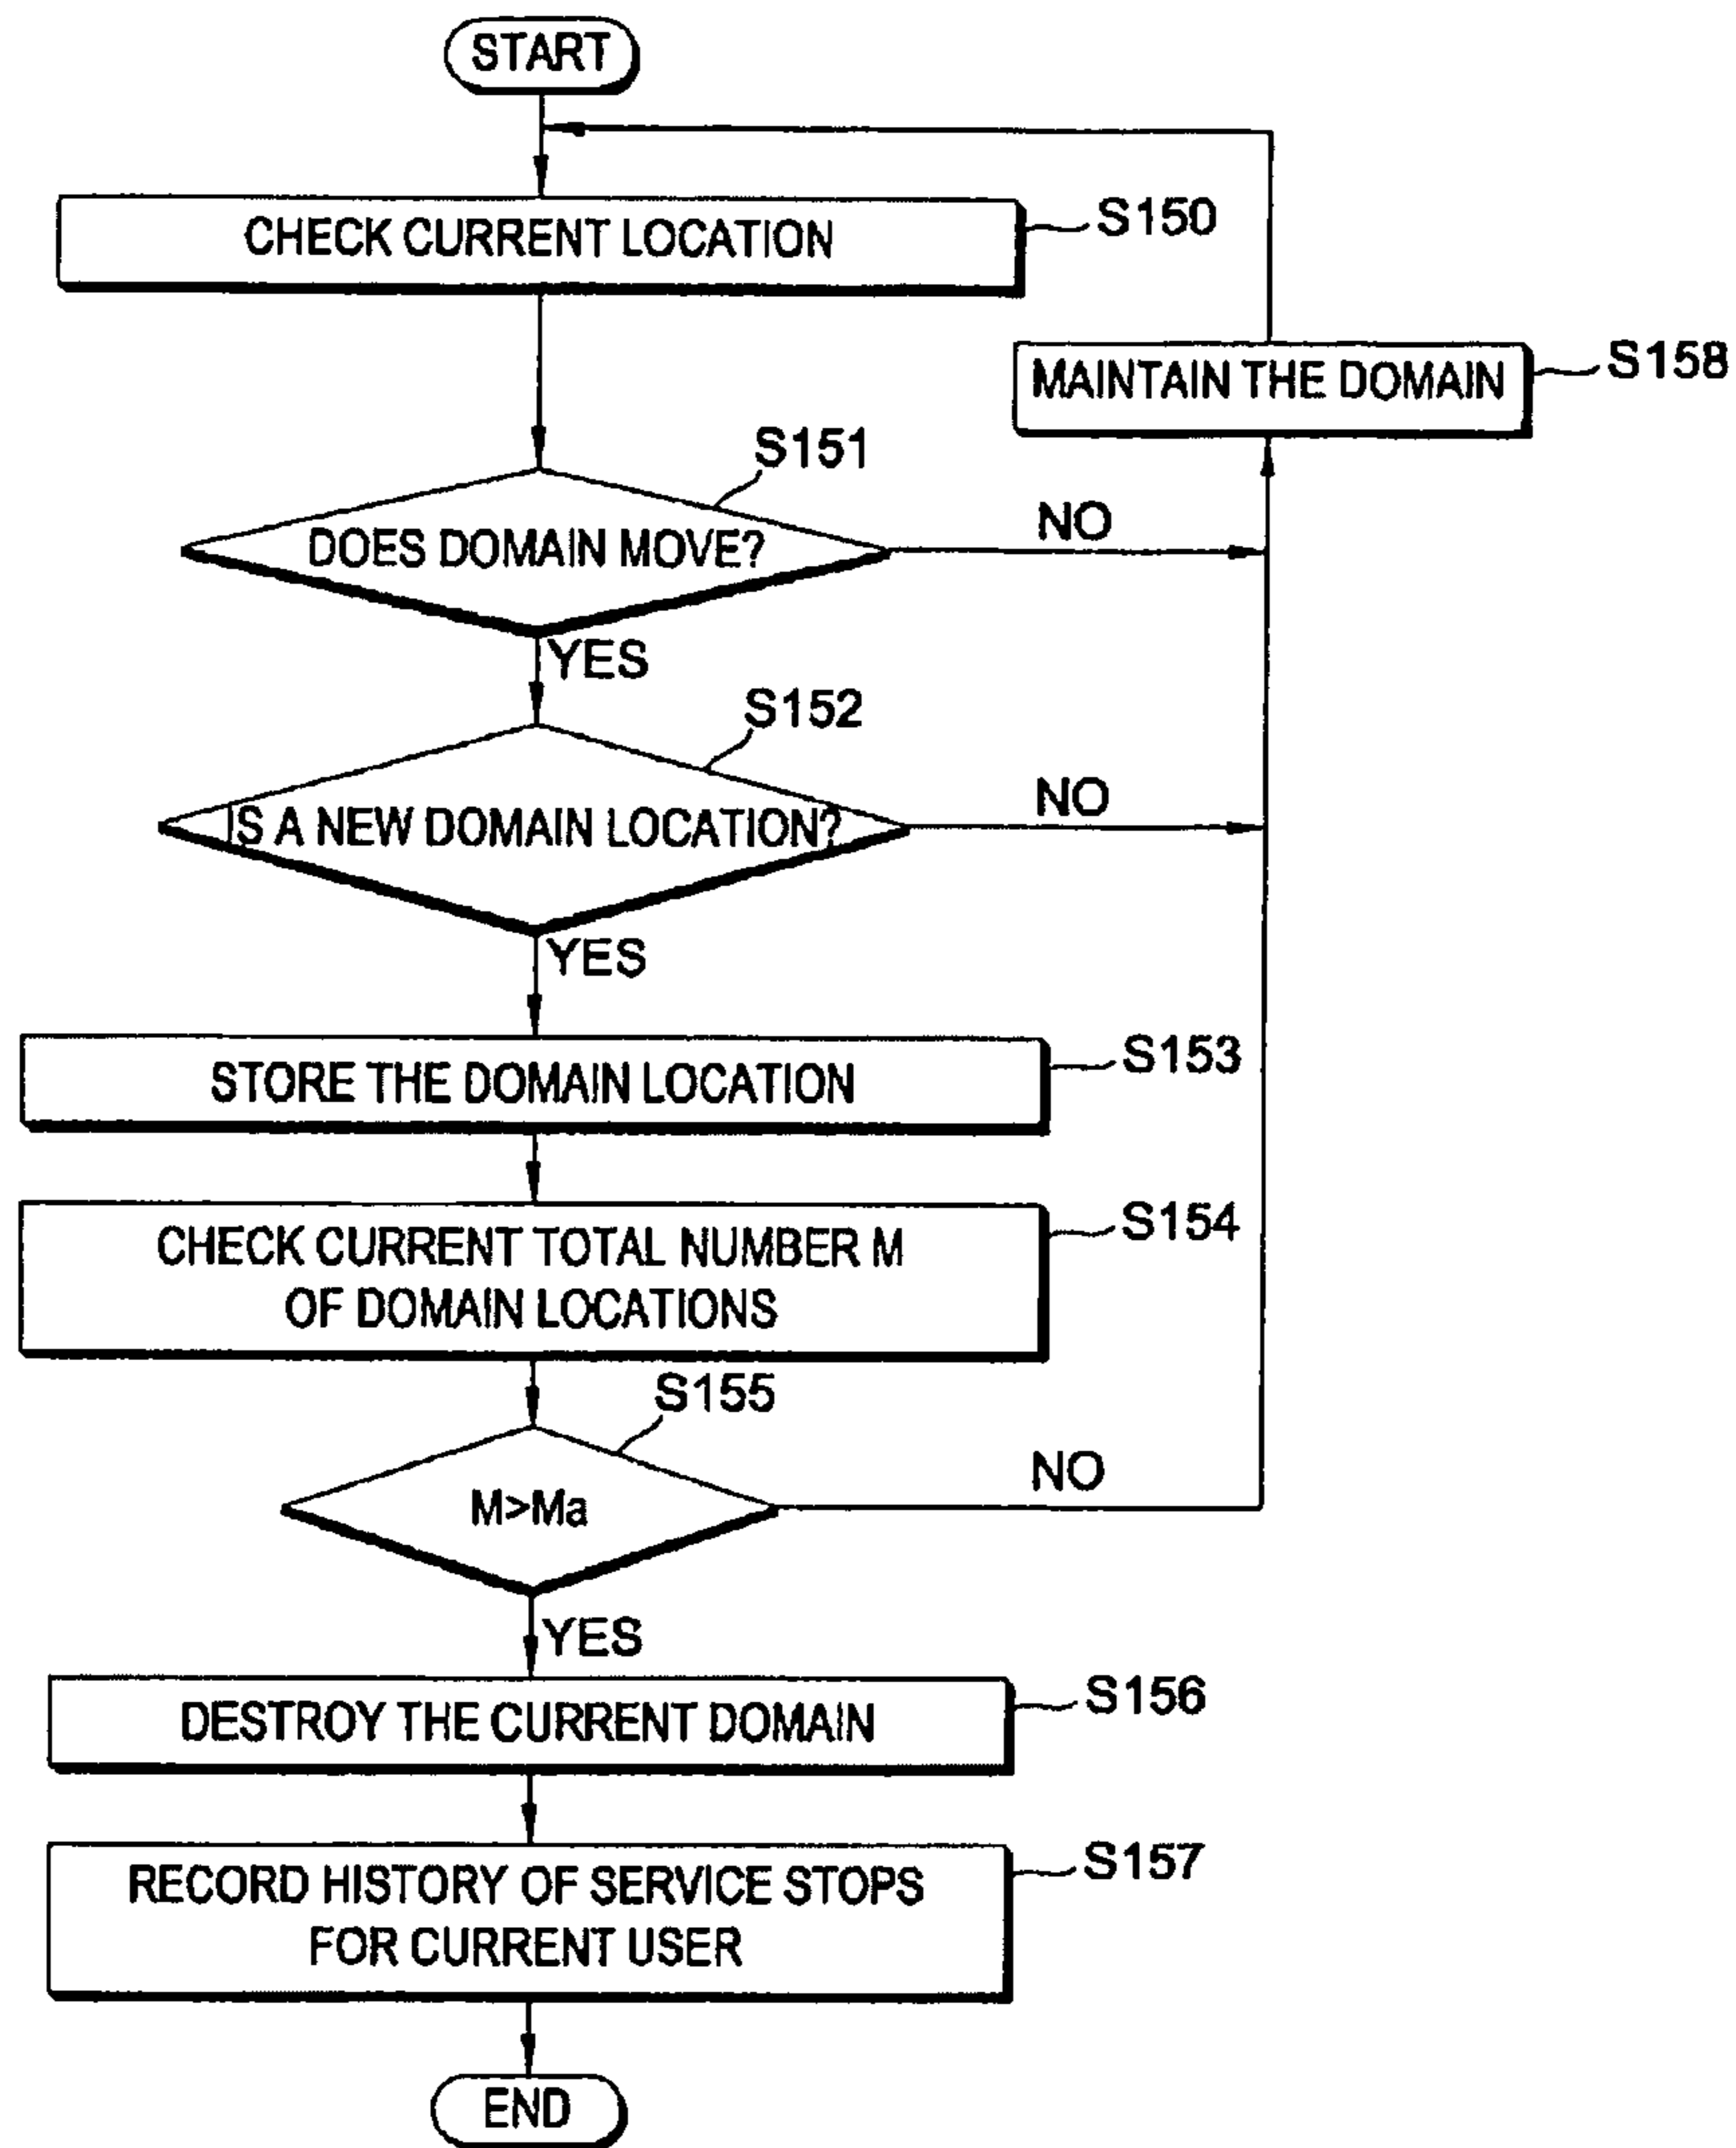 START
CHECK CURRENT LOCATION
S150
MAINTAIN THE DOMAIN
S158
S151
DOES DOMAIN MOVE?
NO
YES
S152
IS A NEW DOMAIN LOCATION?
NO
YES
STORE THE DOMAIN LOCATION
S153
CHECK CURRENT TOTAL NUMBER M
OF DOMAIN LOCATIONS
S154
S155
M>Ma
NO
YES
DESTROY THE CURRENT DOMAIN
S156
RECORD HISTORY OF SERVICE STOPS
FOR CURRENT USER
S157
END